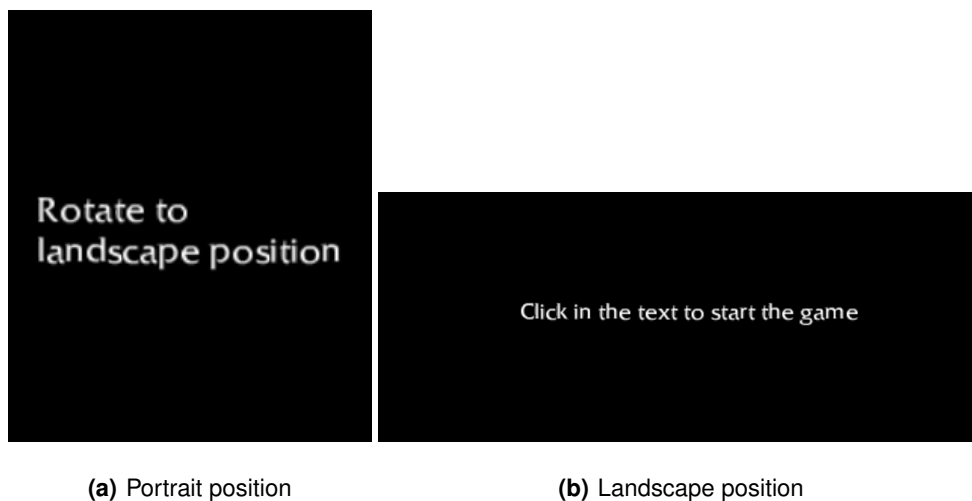 Rotate to
landscape position
Click in the text to start the game
(a) Portrait position
(b) Landscape position